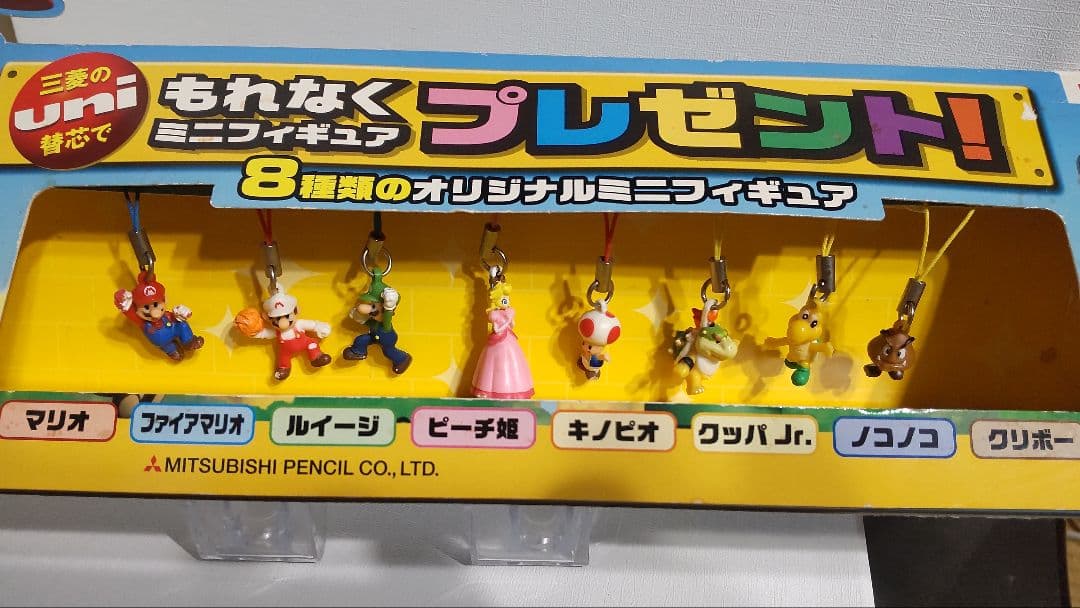 三菱の
uni
替芯で
もれなく
ミニフィギュア
プレゼント!
8種類のオリジナルミニフィギュア
マリオ
ファイアマリオ
ルイージ
ピーチ姫
キノピオ
クッパJr.
ノコノコ
クリボー
MITSUBISHI PENCIL CO., LTD.